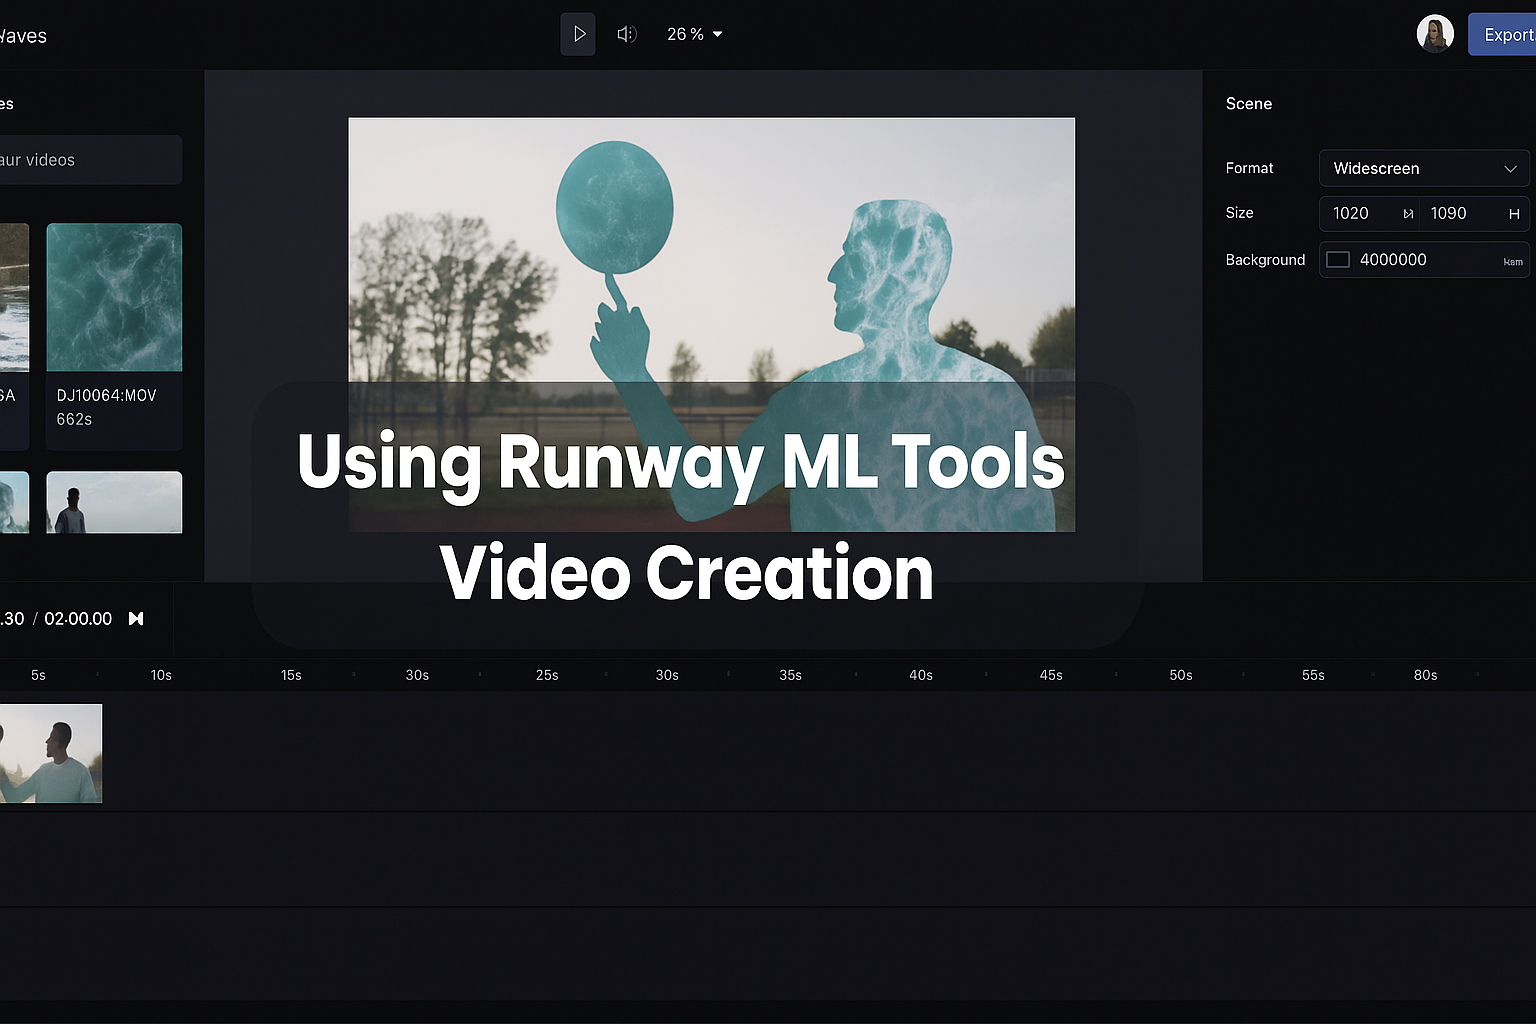 Waves
26 %
Export
es
aur videos
Scene
Format
Widescreen
Size
1020
1090
H
Background
4000000
SA
DJ10064:MOV
662s
Using Runway ML Tools
Video Creation
.30 / 02·00.00
5s 10s 15s 30s 25s 30s 35s 40s 45s 50s 55s 80s